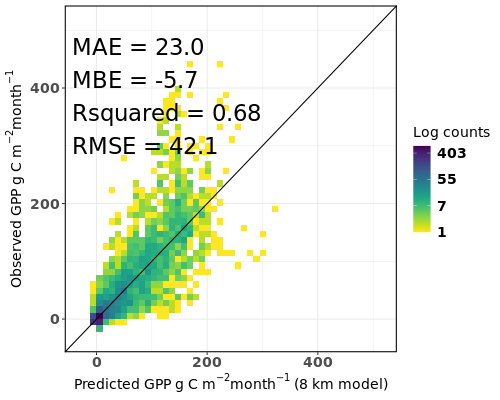 MAE = 23.0
MBE = -5.7
Rsquared = 0.68
RMSE = 42.1
Observed GPP g C m⁻²month⁻¹
400
200
0
0 200 400
Predicted GPP g C m⁻²month⁻¹ (8 km model)
Log counts
403
55
7
1